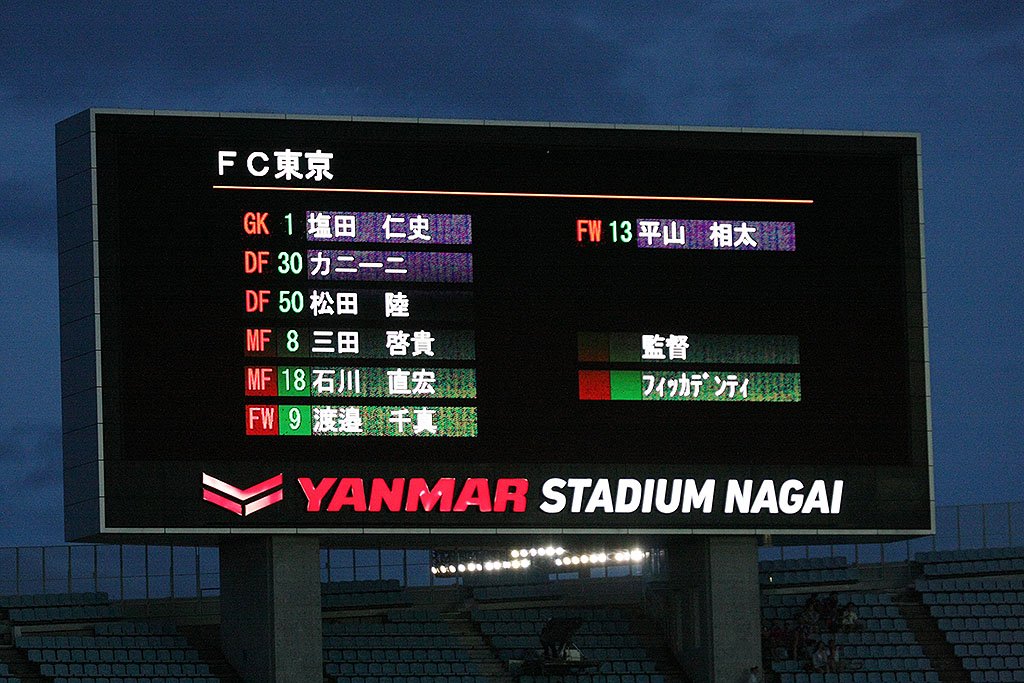 ＦＣ東京
GK 1 塩田 仁史
DF 30 カニーニ
DF 50 松田 陸
MF 8 三田 啓貴
MF 18 石川 直宏
FW 9 渡邉 千真
FW 13 平山 相太
監督
フィッカデンティ
YANMAR STADIUM NAGAI